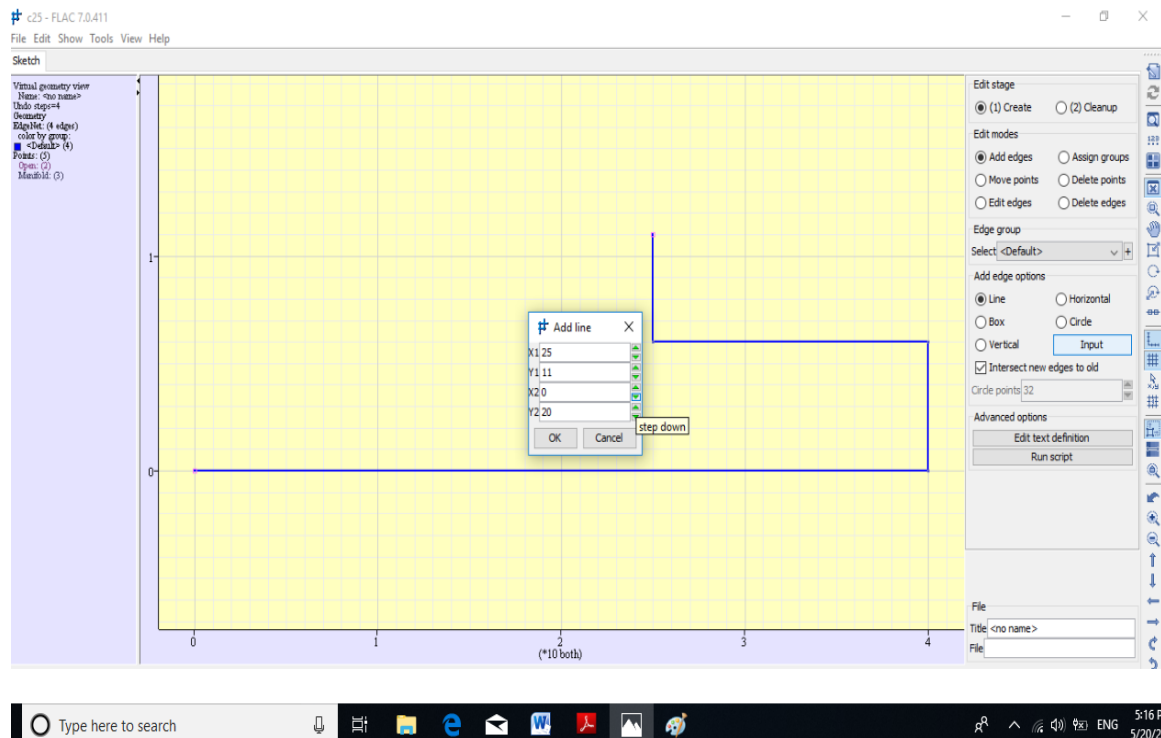 c25 - FLAC 7.0.411
File Edit Show Tools View Help
Sketch
Virtual geometry view
Name: <no name>
Undo steps=4
Geometry
EdgeNet: (4 edges)
color by group:
<Default> (4)
Points: (5)
Open: (2)
Manifold: (3)
1
0
0 1 2 3 4
(*10 both)
Add line
X1 25
Y1 11
X2 0
Y2 20
step down
OK Cancel
Edit stage
(1) Create (2) Cleanup
Edit modes
Add edges Assign groups
Move points Delete points
Edit edges Delete edges
Edge group
Select <Default> +
Add edge options
Line Horizontal
Box Circle
Vertical Input
Intersect new edges to old
Circle points 32
Advanced options
Edit text definition
Run script
File
Title <no name>
File
Type here to search
ENG
5:16 P
5/20/2